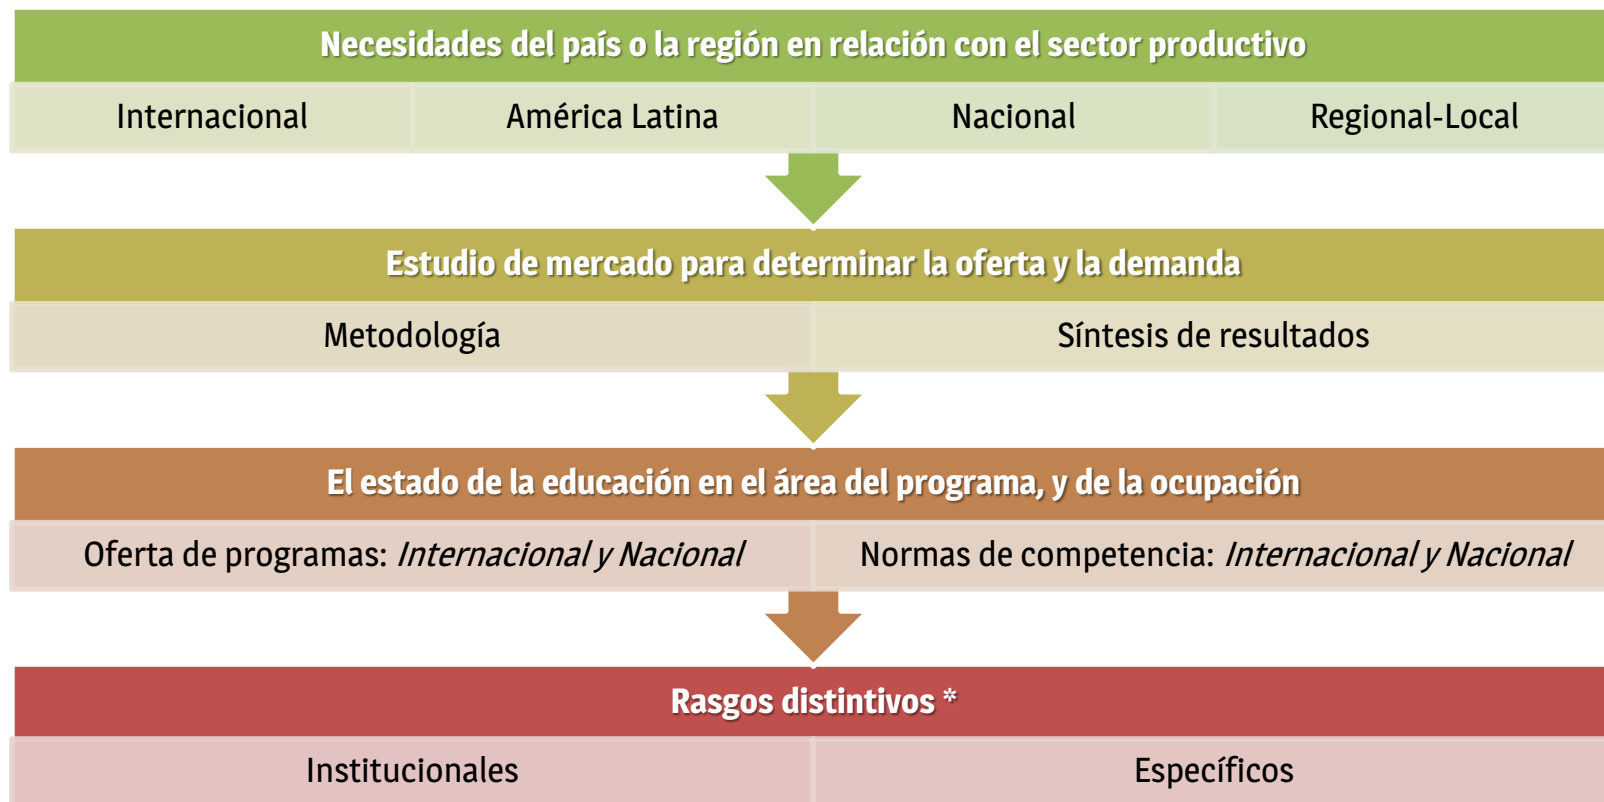 Necesidades del país o la región en relación con el sector productivo
Internacional
América Latina
Nacional
Regional-Local
Estudio de mercado para determinar la oferta y la demanda
Metodología
Síntesis de resultados
El estado de la educación en el área del programa, y de la ocupación
Oferta de programas: Internacional y Nacional
Normas de competencia: Internacional y Nacional
Rasgos distintivos *
Institucionales
Específicos